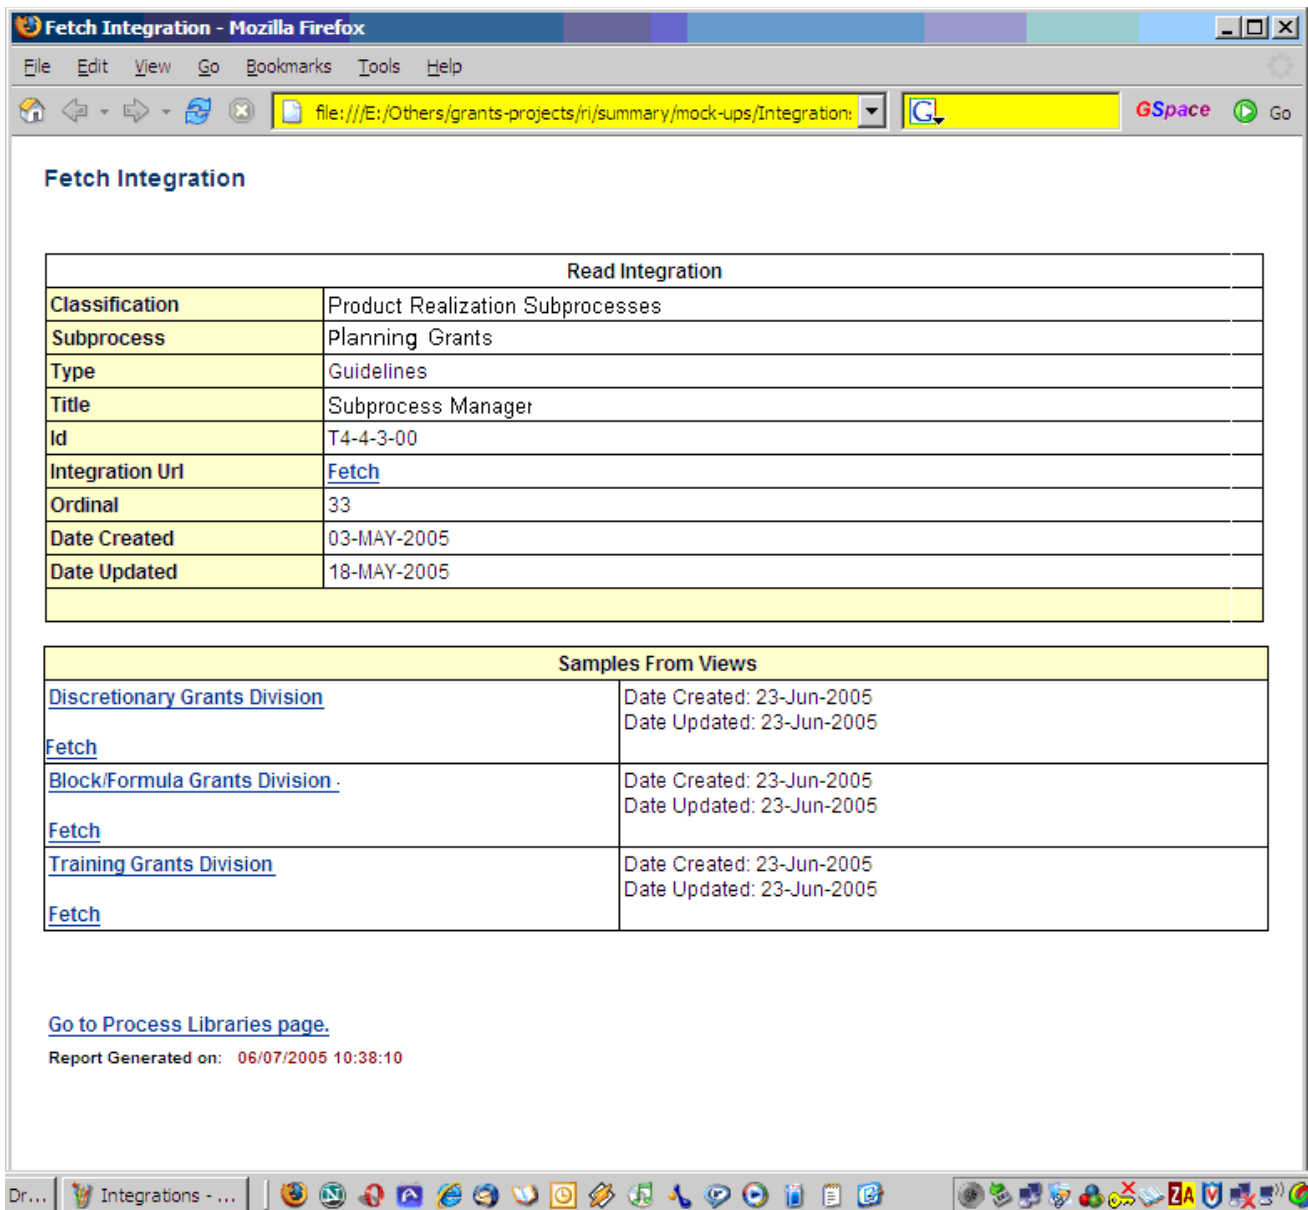 Fetch Integration - Mozilla Firefox
File Edit View Go Bookmarks Tools Help
file:///E:/Others/grants-projects/ri/summary/mock-ups/Integration: G GSpace Go
Fetch Integration
Read Integration
Classification Product Realization Subprocesses
Subprocess Planning Grants
Type Guidelines
Title Subprocess Manager
Id T4-4-3-00
Integration Url Fetch
Ordinal 33
Date Created 03-MAY-2005
Date Updated 18-MAY-2005
Samples From Views
Discretionary Grants Division Date Created: 23-Jun-2005
Date Updated: 23-Jun-2005
Fetch
Block/Formula Grants Division - Date Created: 23-Jun-2005
Date Updated: 23-Jun-2005
Fetch
Training Grants Division Date Created: 23-Jun-2005
Date Updated: 23-Jun-2005
Fetch
Go to Process Libraries page.
Report Generated on: 06/07/2005 10:38:10
Dr... Integrations - ... N ZA V